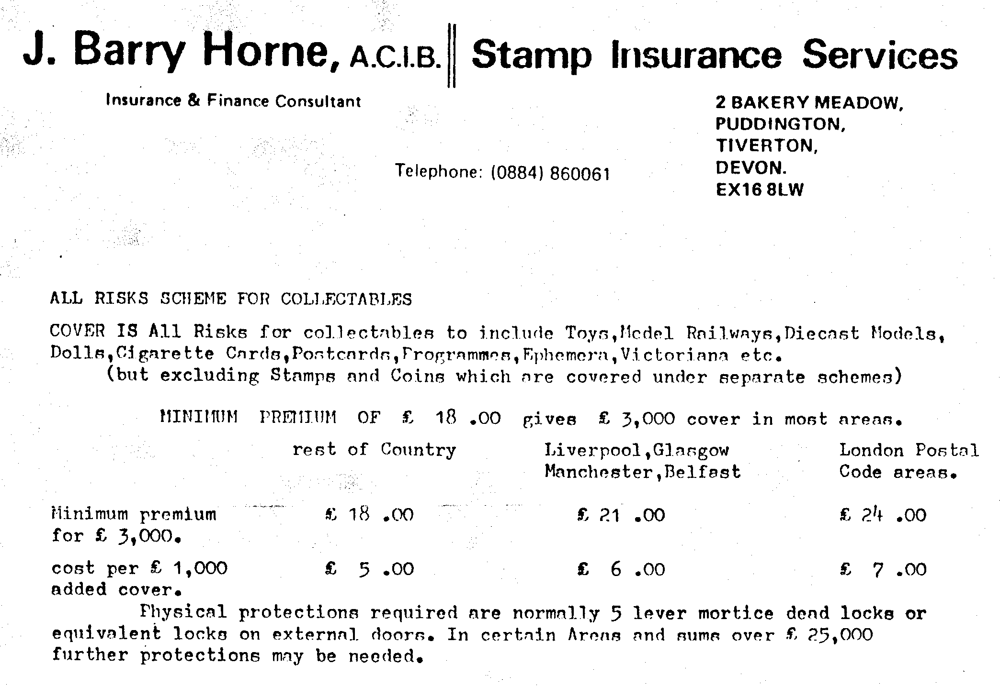 J. Barry Horne, A.C.I.B. Stamp Insurance Services
Insurance & Finance Consultant
2 BAKERY MEADOW,
PUDDINGTON,
TIVERTON,
Telephone: (0884) 860061
DEVON.
EX16 8LW
ALL RISKS SCHEME FOR COLLECTABLES
COVER IS All Risks for collectables to include Toys,Model Railways,Diecast Models,
Dolls,Cigarette Cards,Postcards,Programmes,Ephemera,Victoriana etc.
(but excluding Stamps and Coins which are covered under separate schemes)
MINIMUM PREMIUM OF £ 18 .00 gives £ 3,000 cover in most areas.
rest of Country Liverpool,Glasgow London Postal
Manchester,Belfast Code areas.
Minimum premium £ 18 .00 £ 21 .00 £ 24 .00
for £ 3,000.
cost per £ 1,000 £ 5 .00 £ 6 .00 £ 7 .00
added cover.
Physical protections required are normally 5 lever mortice dead locks or
equivalent locks on external doors. In certain Areas and sums over £ 25,000
further protections may be needed.